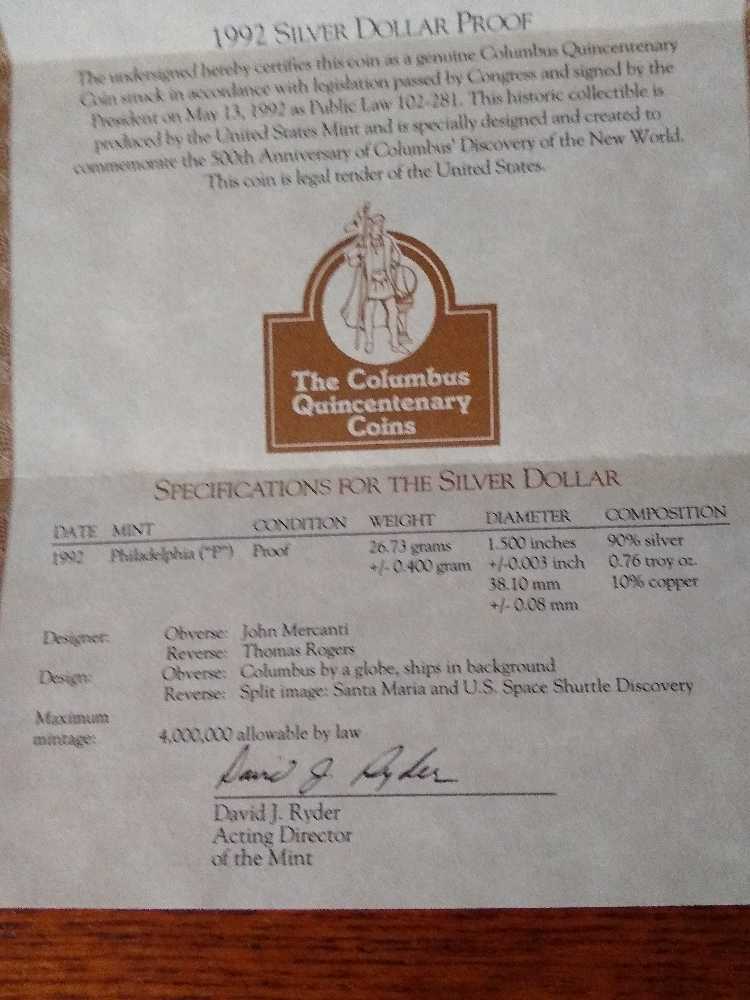 1992 SILVER DOLLAR PROOF
The undersigned hereby certifies this coin as a genuine Columbus Quincentenary
Coin struck in accordance with legislation passed by Congress and signed by the
President on May 13, 1992 as Public Law 102-281. This historic collectible is
produced by the United States Mint and is specially designed and created to
commemorate the 500th Anniversary of Columbus' Discovery of the New World.
This coin is legal tender of the United States.
The Columbus
Quincentenary
Coins
SPECIFICATIONS FOR THE SILVER DOLLAR
DATE MINT CONDITION WEIGHT DIAMETER COMPOSITION
1992 Philadelphia ("P") Proof 26.73 grams 1.500 inches 90% silver
+/- 0.400 gram +/-0.003 inch 0.76 troy oz.
38.10 mm 10% copper
+/- 0.08 mm
Designer: Obverse: John Mercanti
Reverse: Thomas Rogers
Design: Obverse: Columbus by a globe, ships in background
Reverse: Split image: Santa Maria and U.S. Space Shuttle Discovery
Maximum
mintage: 4,000,000 allowable by law
David J. Ryder
David J. Ryder
Acting Director
of the Mint